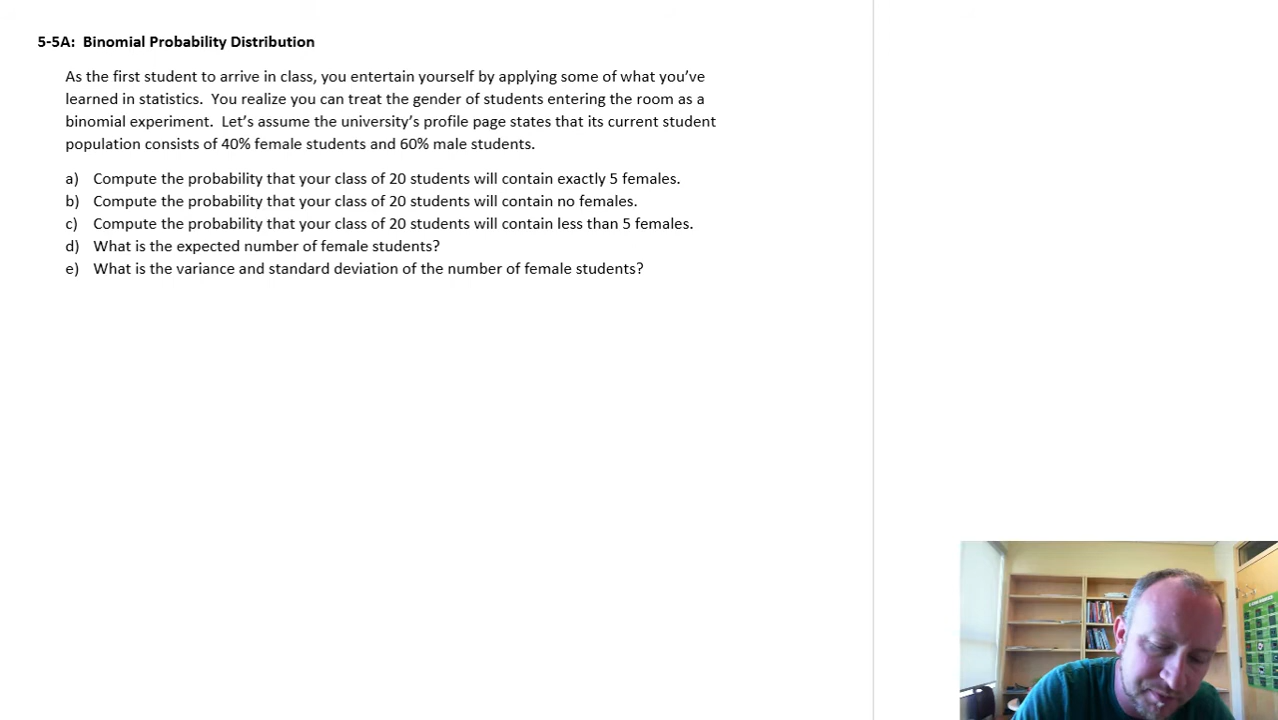 5-5A: Binomial Probability Distribution
As the first student to arrive in class, you entertain yourself by applying some of what you’ve
learned in statistics. You realize you can treat the gender of students entering the room as a
binomial experiment. Let’s assume the university’s profile page states that its current student
population consists of 40% female students and 60% male students.
a) Compute the probability that your class of 20 students will contain exactly 5 females.
b) Compute the probability that your class of 20 students will contain no females.
c) Compute the probability that your class of 20 students will contain less than 5 females.
d) What is the expected number of female students?
e) What is the variance and standard deviation of the number of female students?